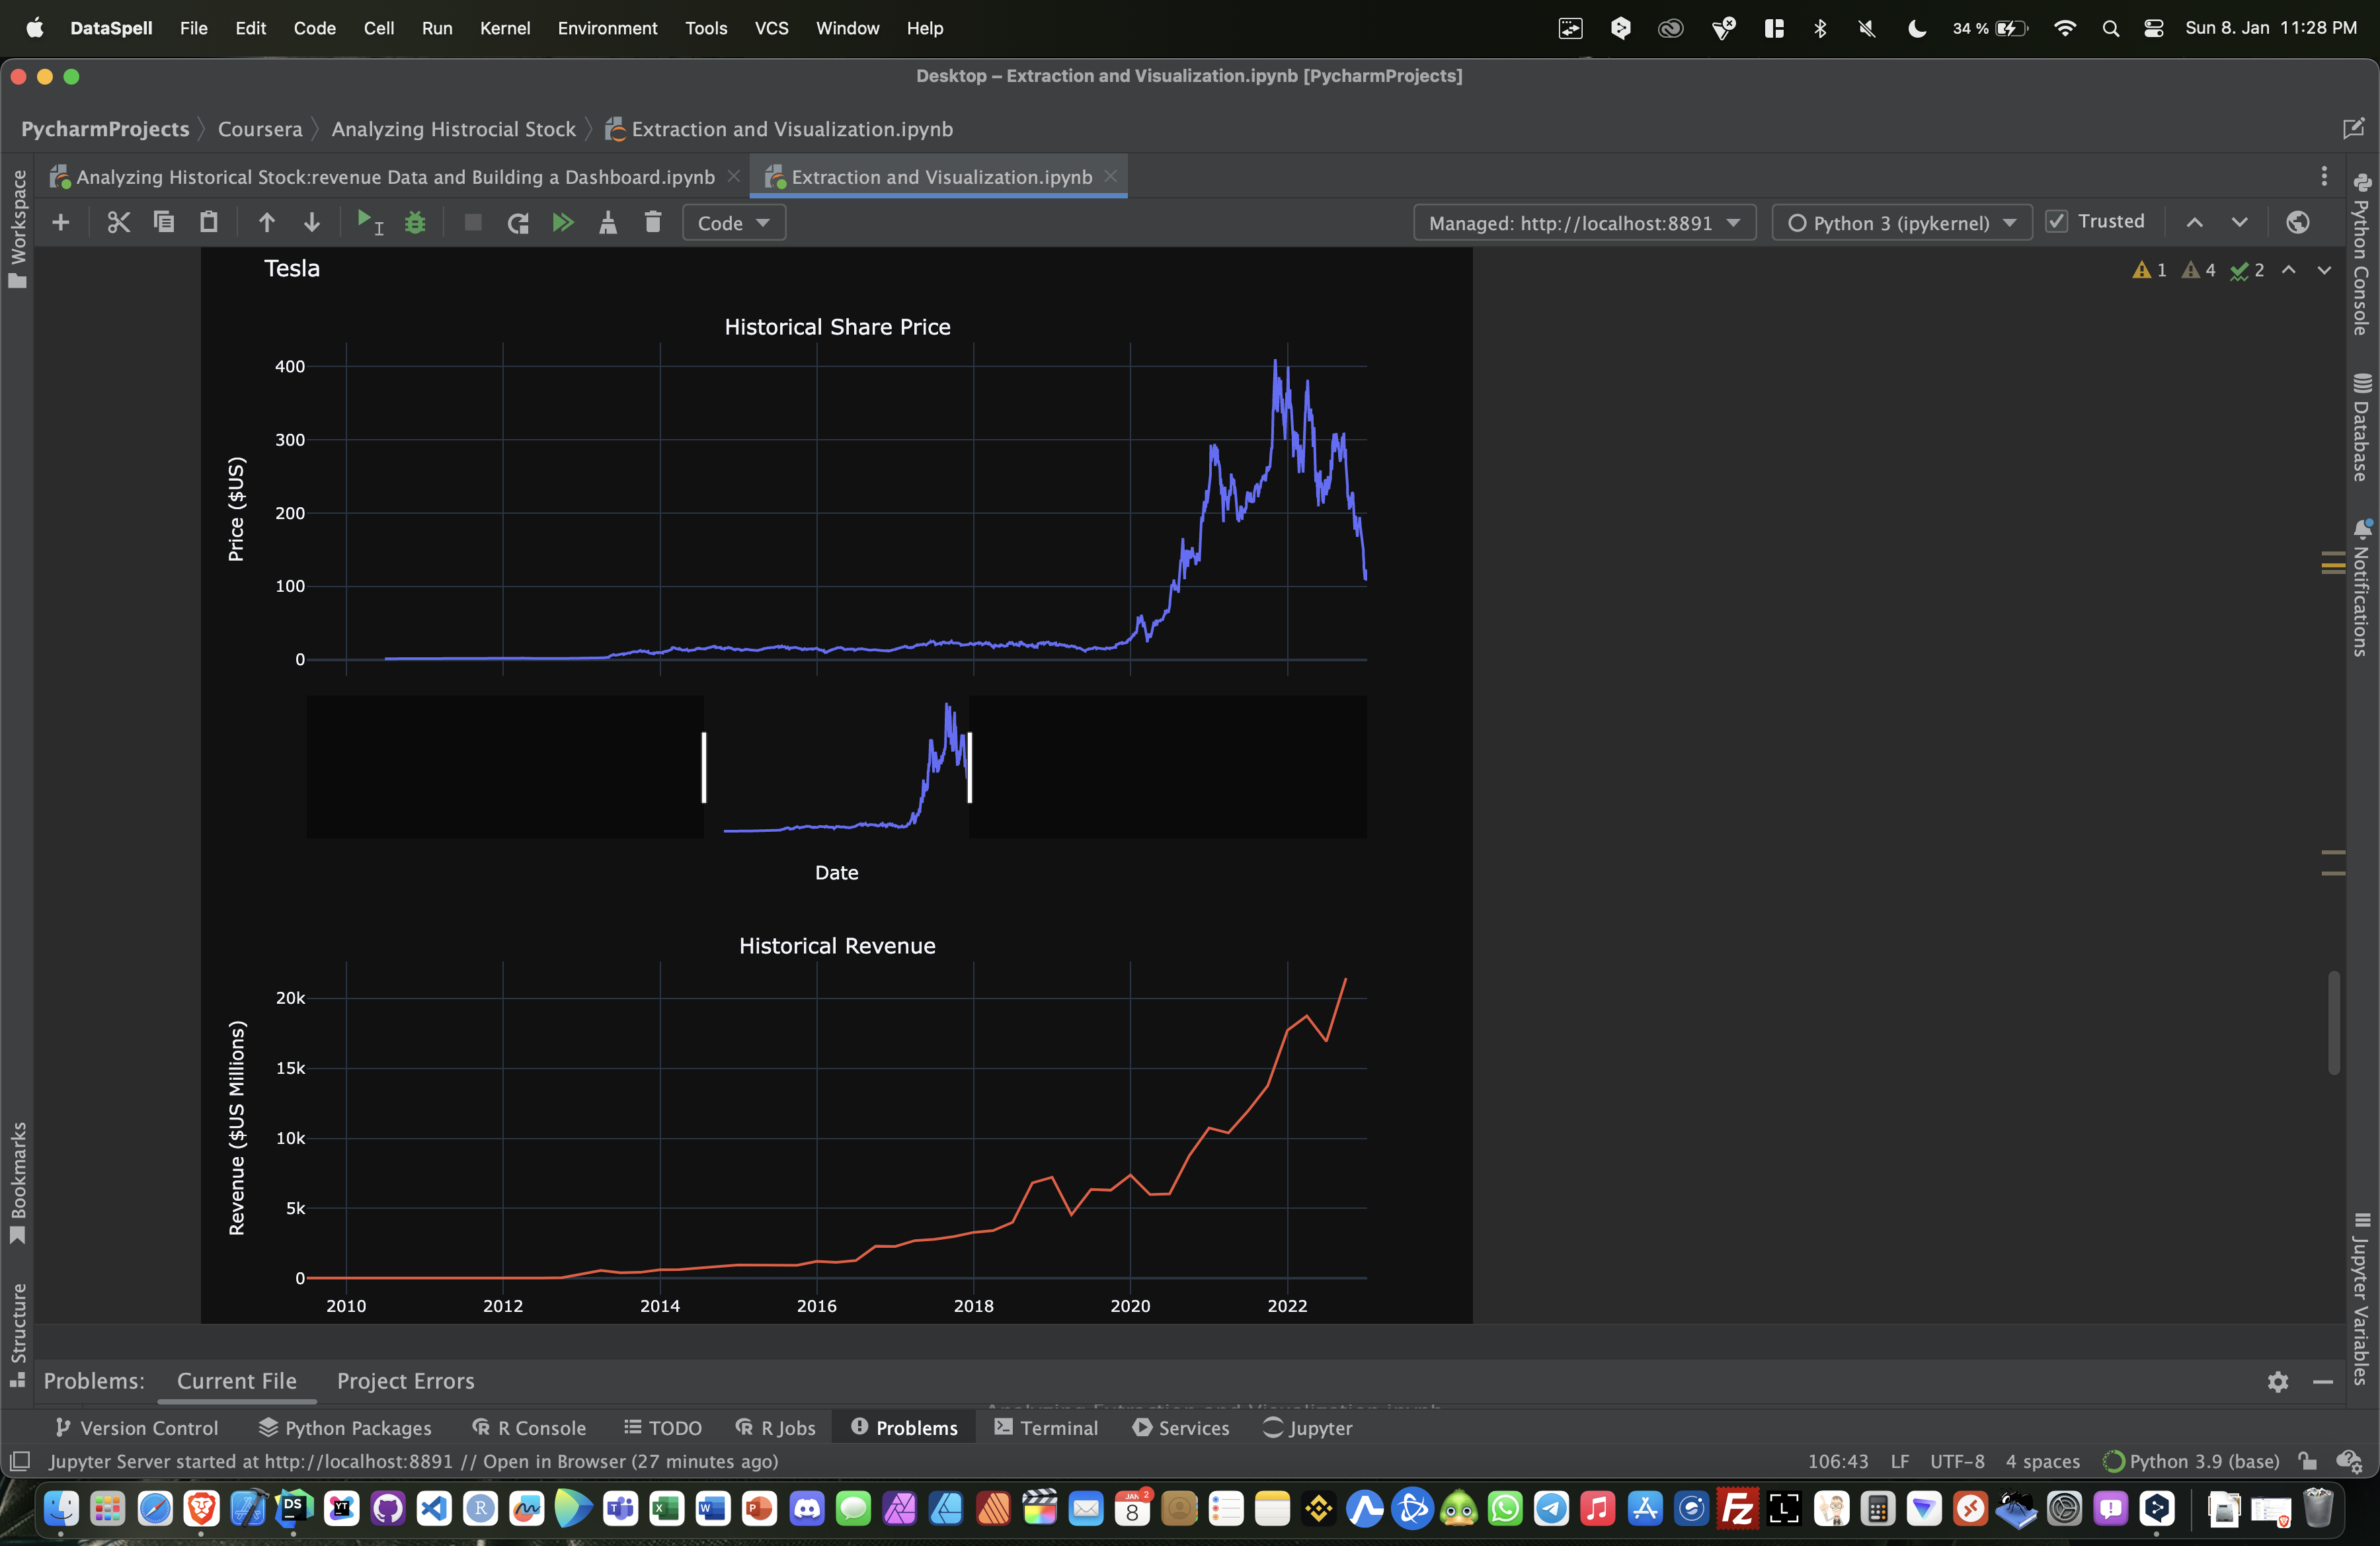 DataSpell File Edit Code Cell Run Kernel Environment Tools VCS Window Help 34 % Sun 8. Jan 11:28 PM
Desktop – Extraction and Visualization.ipynb [PycharmProjects]
PycharmProjects Coursera Analyzing Histrocial Stock Extraction and Visualization.ipynb
Analyzing Historical Stock:revenue Data and Building a Dashboard.ipynb Extraction and Visualization.ipynb
Code Managed: http://localhost:8891 Python 3 (ipykernel) Trusted
Workspace
Bookmarks
Structure
Python Console
Database
Notifications
Jupyter Variables
1 4 2
Tesla
Historical Share Price
400
300
200
100
0
Price ($US)
Date
Historical Revenue
20k
15k
10k
5k
0
Revenue ($US Millions)
2010 2012 2014 2016 2018 2020 2022
Problems: Current File Project Errors
Version Control Python Packages R Console TODO R Jobs Problems Terminal Services Jupyter
Jupyter Server started at http://localhost:8891 // Open in Browser (27 minutes ago) 106:43 LF UTF-8 4 spaces Python 3.9 (base)
DS YT R X W P JAN 2 8 Fz